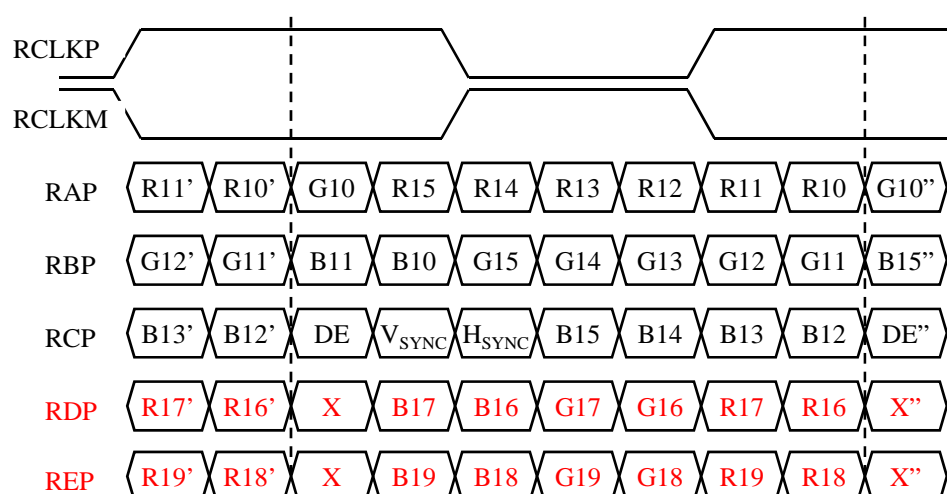 RCLKP
RCLKM
RAP R11’ R10’ G10 R15 R14 R13 R12 R11 R10 G10”
RBP G12’ G11’ B11 B10 G15 G14 G13 G12 G11 B15”
RCP B13’ B12’ DE VSYNC HSYNC B15 B14 B13 B12 DE”
RDP R17’ R16’ X B17 B16 G17 G16 R17 R16 X”
REP R19’ R18’ X B19 B18 G19 G18 R19 R18 X”